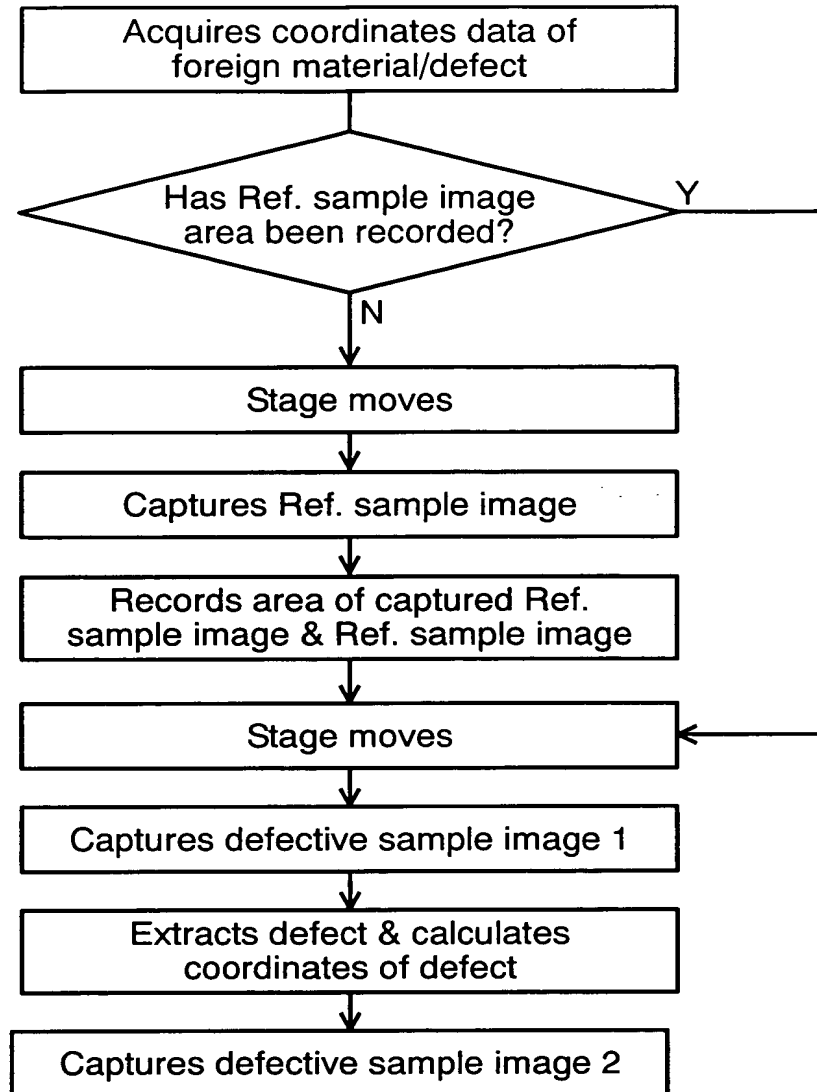 Acquires coordinates data of
foreign material/defect
Has Ref. sample image
area been recorded?
Y
N
Stage moves
Captures Ref. sample image
Records area of captured Ref.
sample image & Ref. sample image
Stage moves
Captures defective sample image 1
Extracts defect & calculates
coordinates of defect
Captures defective sample image 2